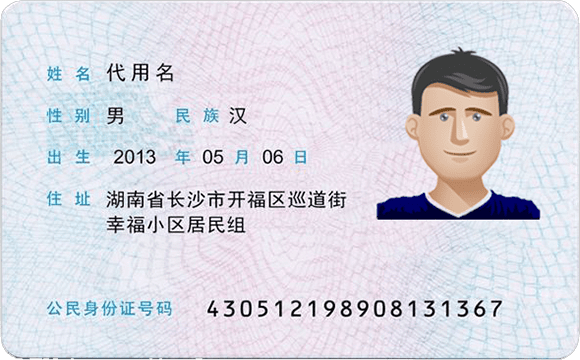 姓名 代用名
性别 男 民族 汉
出生 2013 年 05 月 06 日
住址 湖南省长沙市开福区巡道街
幸福小区居民组
公民身份证号码 430512198908131367